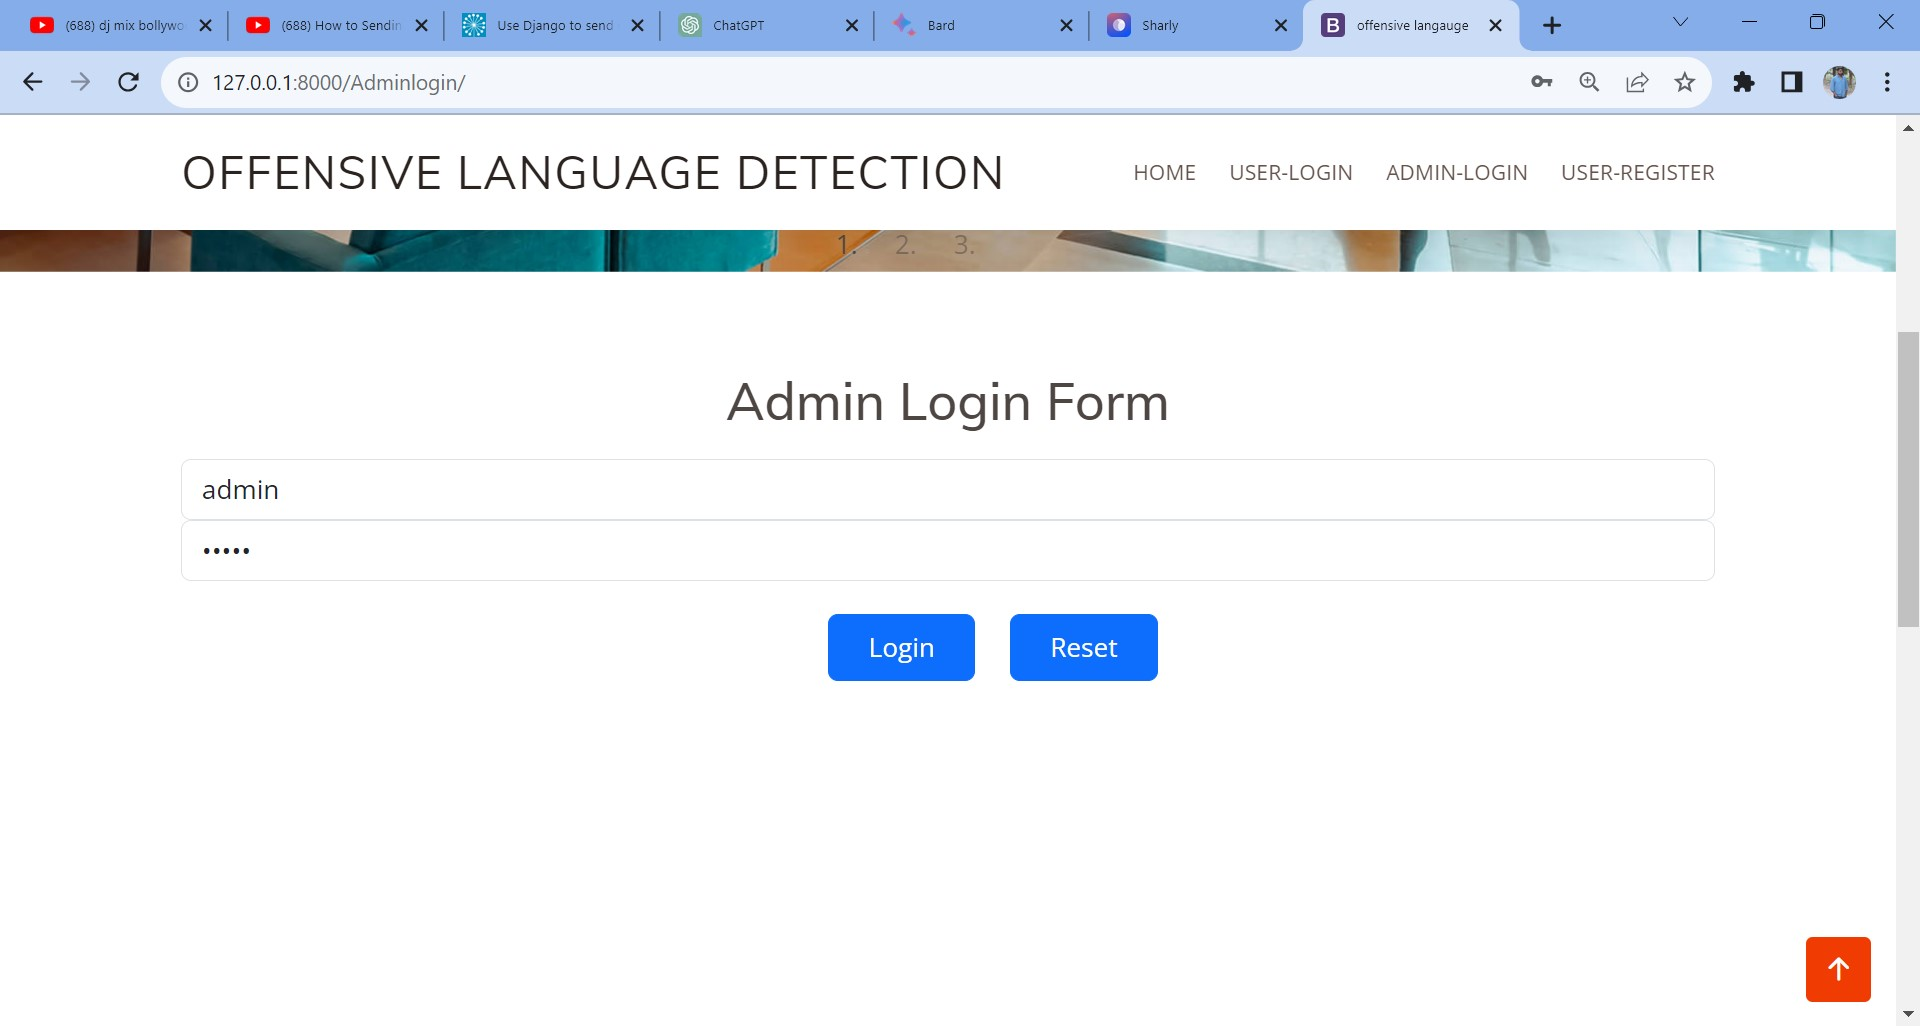 (688) dj mix bollywo
(688) How to Sendin
Use Django to send
ChatGPT
Bard
Sharly
offensive langauge
127.0.0.1:8000/Adminlogin/
OFFENSIVE LANGUAGE DETECTION
HOME
USER-LOGIN
ADMIN-LOGIN
USER-REGISTER
1. 2. 3.
Admin Login Form
admin
•••••
Login
Reset